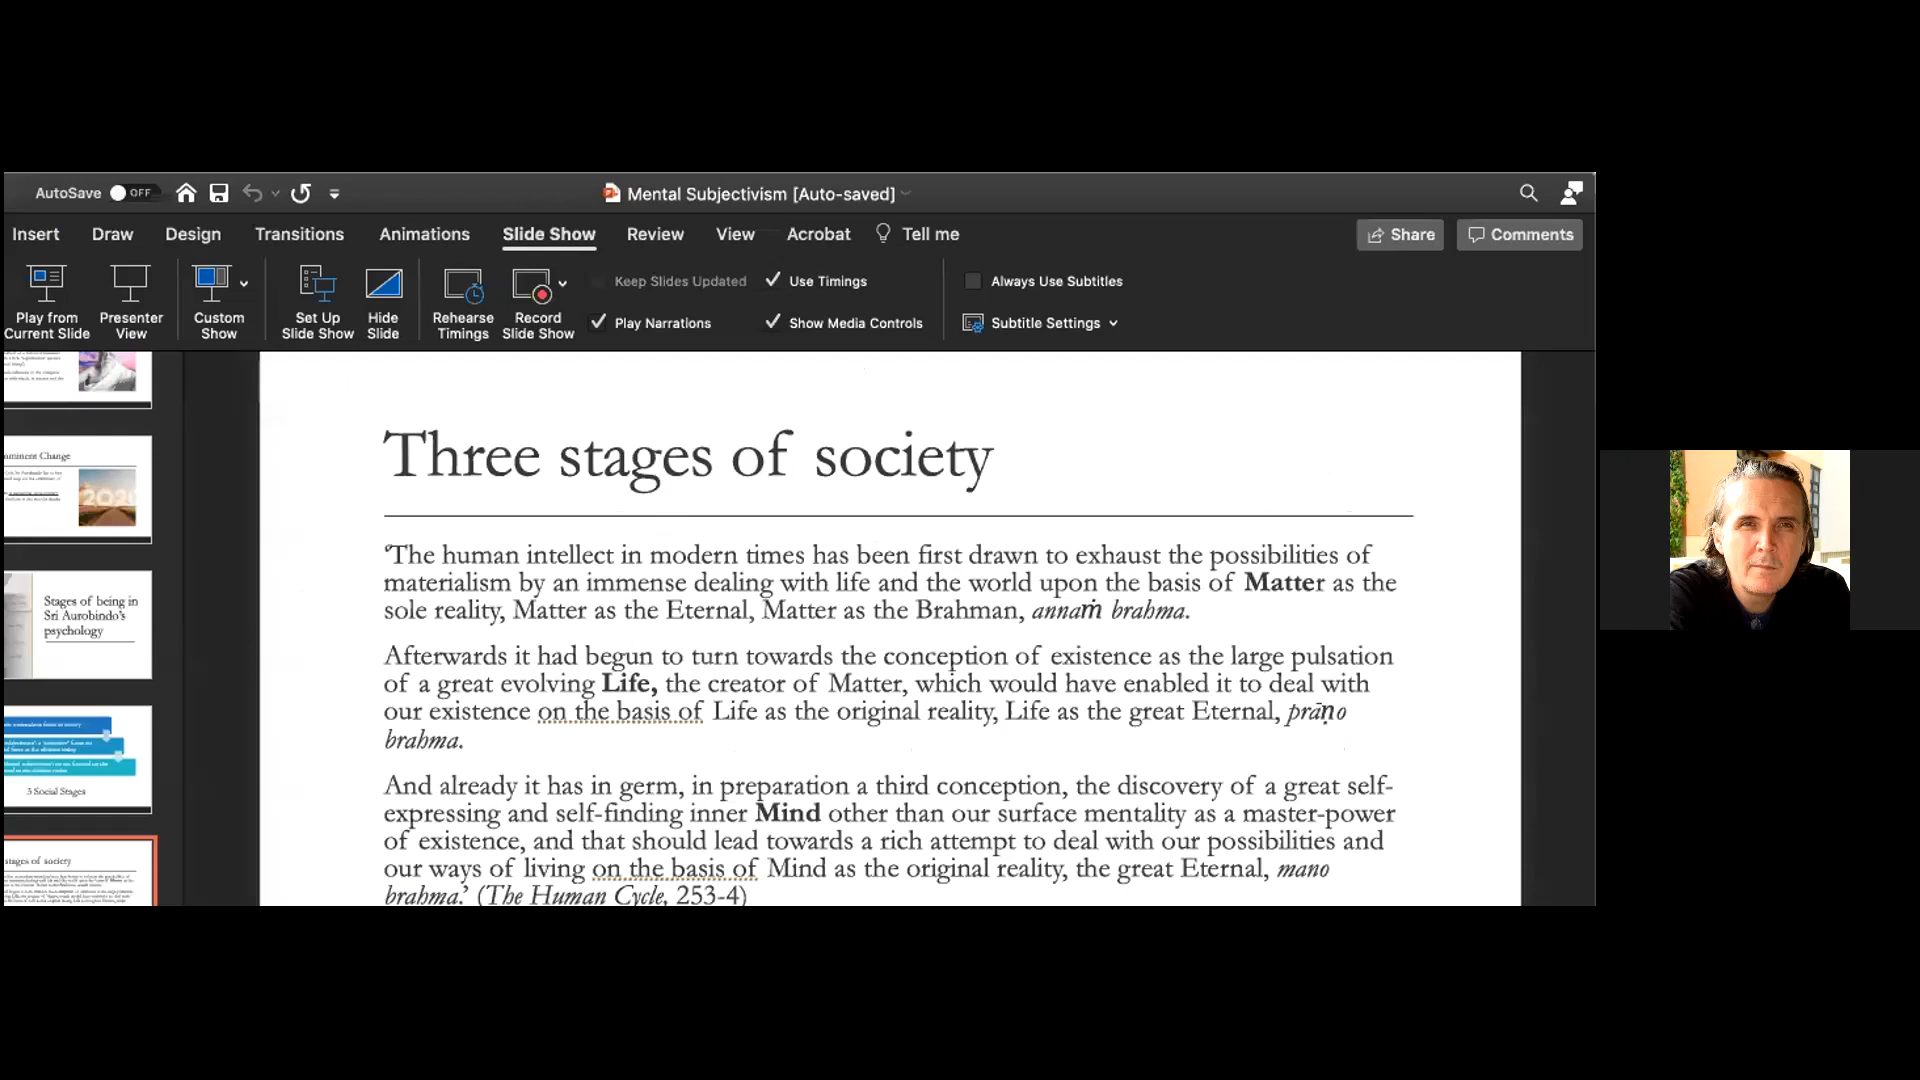 AutoSave OFF
Mental Subjectivism [Auto-saved]
Insert Draw Design Transitions Animations Slide Show Review View Acrobat Tell me Share Comments
Play from Current Slide
Presenter View
Custom Show
Set Up Slide Show
Hide Slide
Rehearse Timings
Record Slide Show
Keep Slides Updated
Use Timings
Always Use Subtitles
Play Narrations
Show Media Controls
Subtitle Settings
Change
2020
Stages of being in
Sri Aurobindo's
psychology
3 Social Stages
stages of society
Three stages of society
‘The human intellect in modern times has been first drawn to exhaust the possibilities of
materialism by an immense dealing with life and the world upon the basis of Matter as the
sole reality, Matter as the Eternal, Matter as the Brahman, annaṁ brahma.
Afterwards it had begun to turn towards the conception of existence as the large pulsation
of a great evolving Life, the creator of Matter, which would have enabled it to deal with
our existence on the basis of Life as the original reality, Life as the great Eternal, prāṇo
brahma.
And already it has in germ, in preparation a third conception, the discovery of a great self-
expressing and self-finding inner Mind other than our surface mentality as a master-power
of existence, and that should lead towards a rich attempt to deal with our possibilities and
our ways of living on the basis of Mind as the original reality, the great Eternal, mano
brahma.’ (The Human Cycle, 253-4)